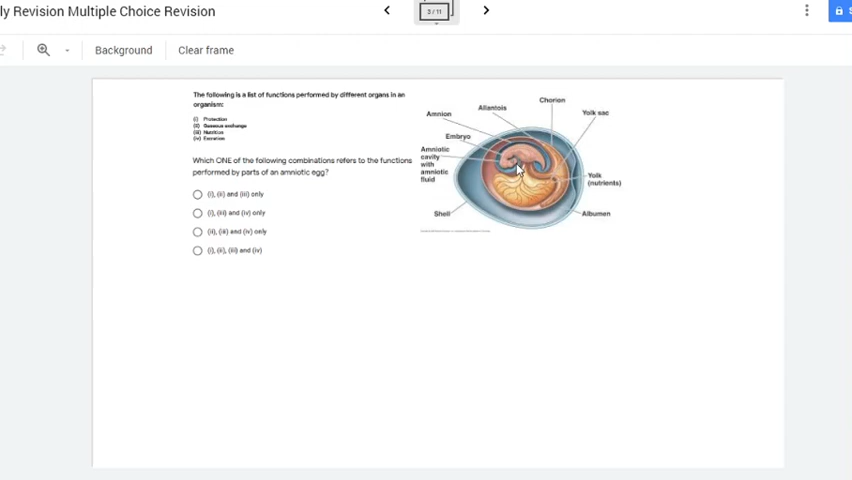 ly Revision Multiple Choice Revision
3 / 11
Background
Clear frame
The following is a list of functions performed by different organs in an
organism:
(i) Protection
(ii) Gaseous exchange
(iii) Nutrition
(iv) Excretion
Which ONE of the following combinations refers to the functions
performed by parts of an amniotic egg?
(i), (ii) and (iii) only
(i), (iii) and (iv) only
(ii), (iii) and (iv) only
(i), (ii), (iii) and (iv)
Chorion
Allantois
Amnion
Yolk sac
Embryo
Amniotic
cavity
with
amniotic
fluid
Yolk
(nutrients)
Shell
Albumen